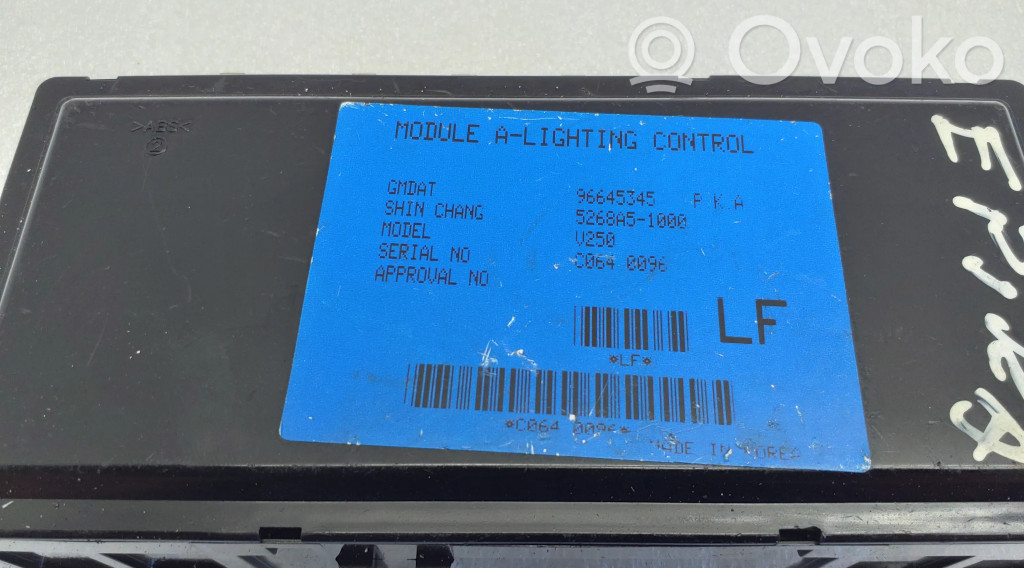 Ovoko
>ABS<
MODULE A-LIGHTING CONTROL
GMDAT 96645345 P K A
SHIN CHANG 5268A5-1000
MODEL V250
SERIAL NO C064 0096
APPROVAL NO
LF
*LF*
*C064 0096*
MADE IN KOREA